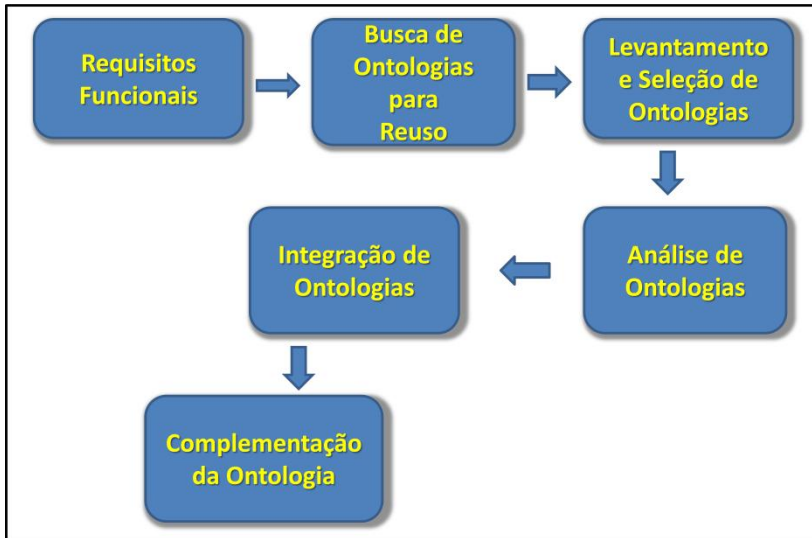 Requisitos
Funcionais
Busca de
Ontologias
para
Reuso
Levantamento
e Seleção de
Ontologias
Análise de
Ontologias
Integração de
Ontologias
Complementação
da Ontologia